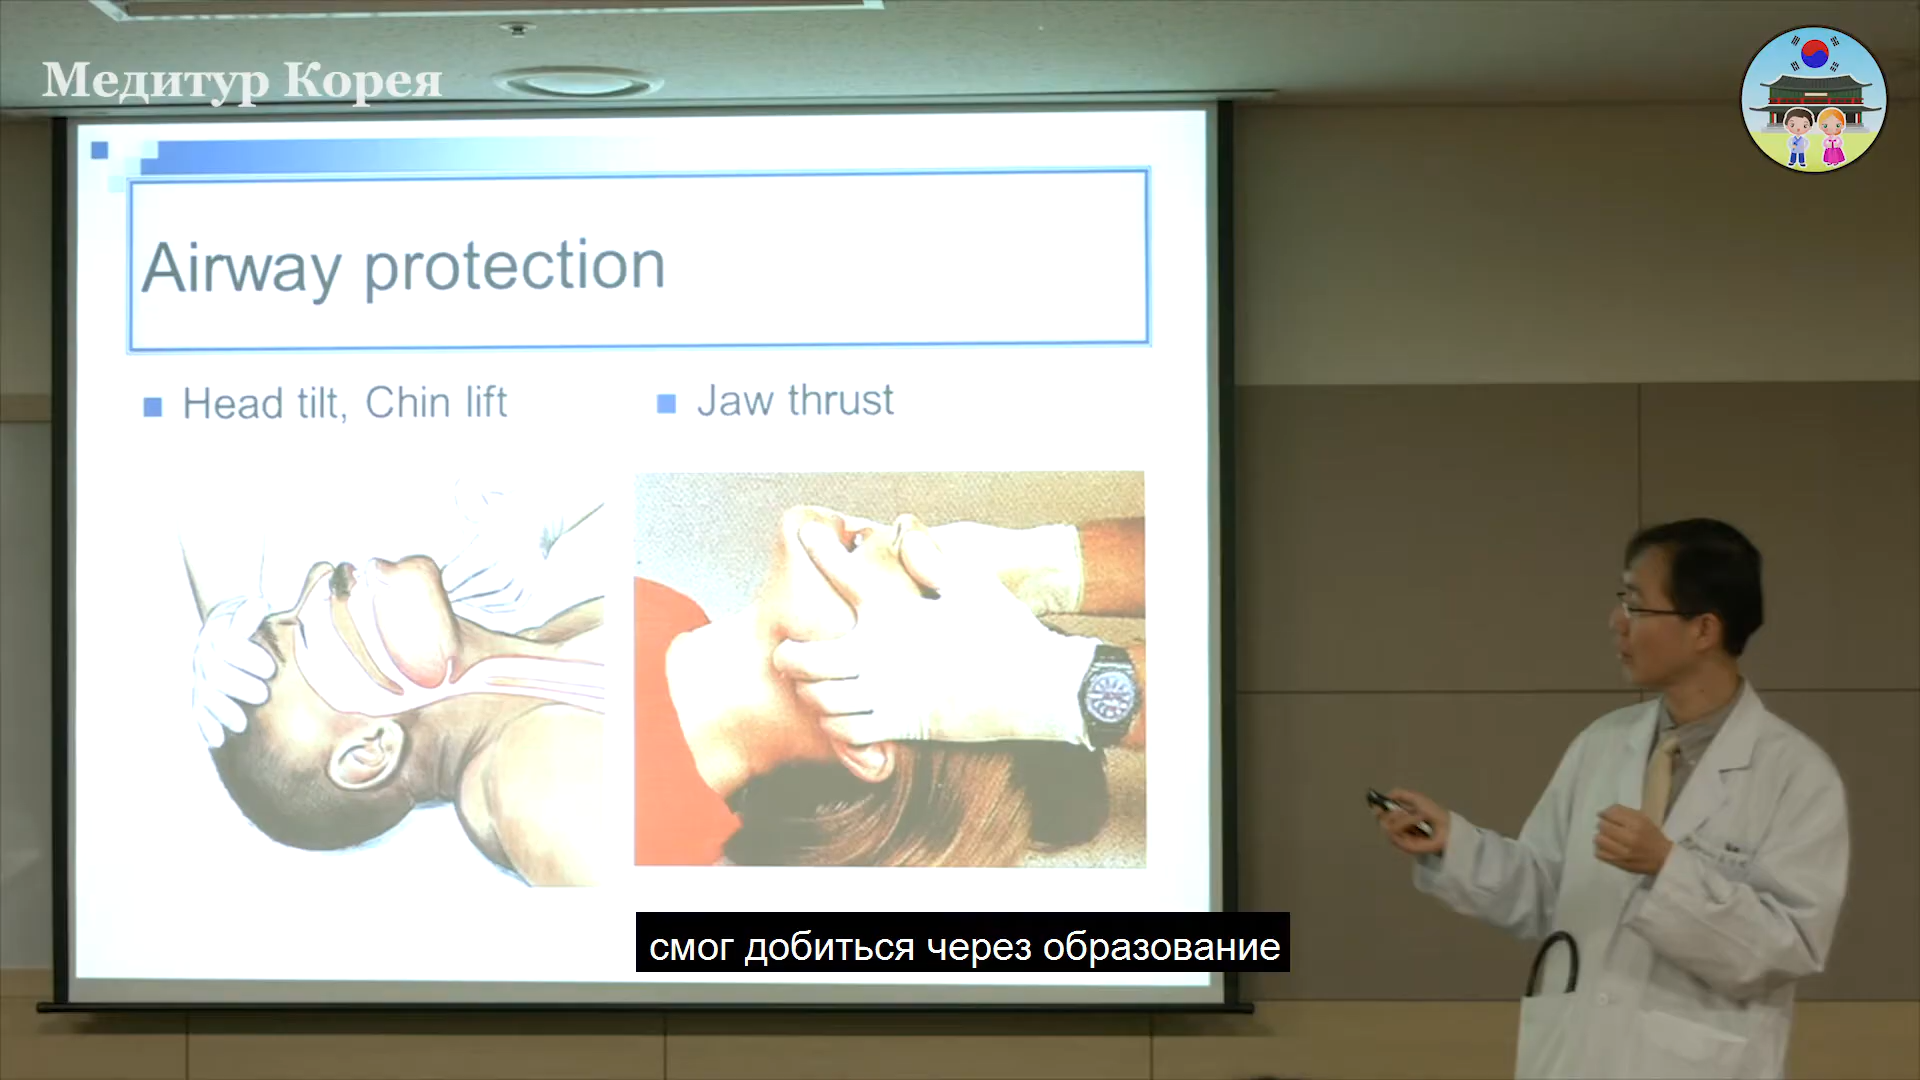 Медитур Корея
Airway protection
Head tilt, Chin lift
Jaw thrust
смог добиться через образование